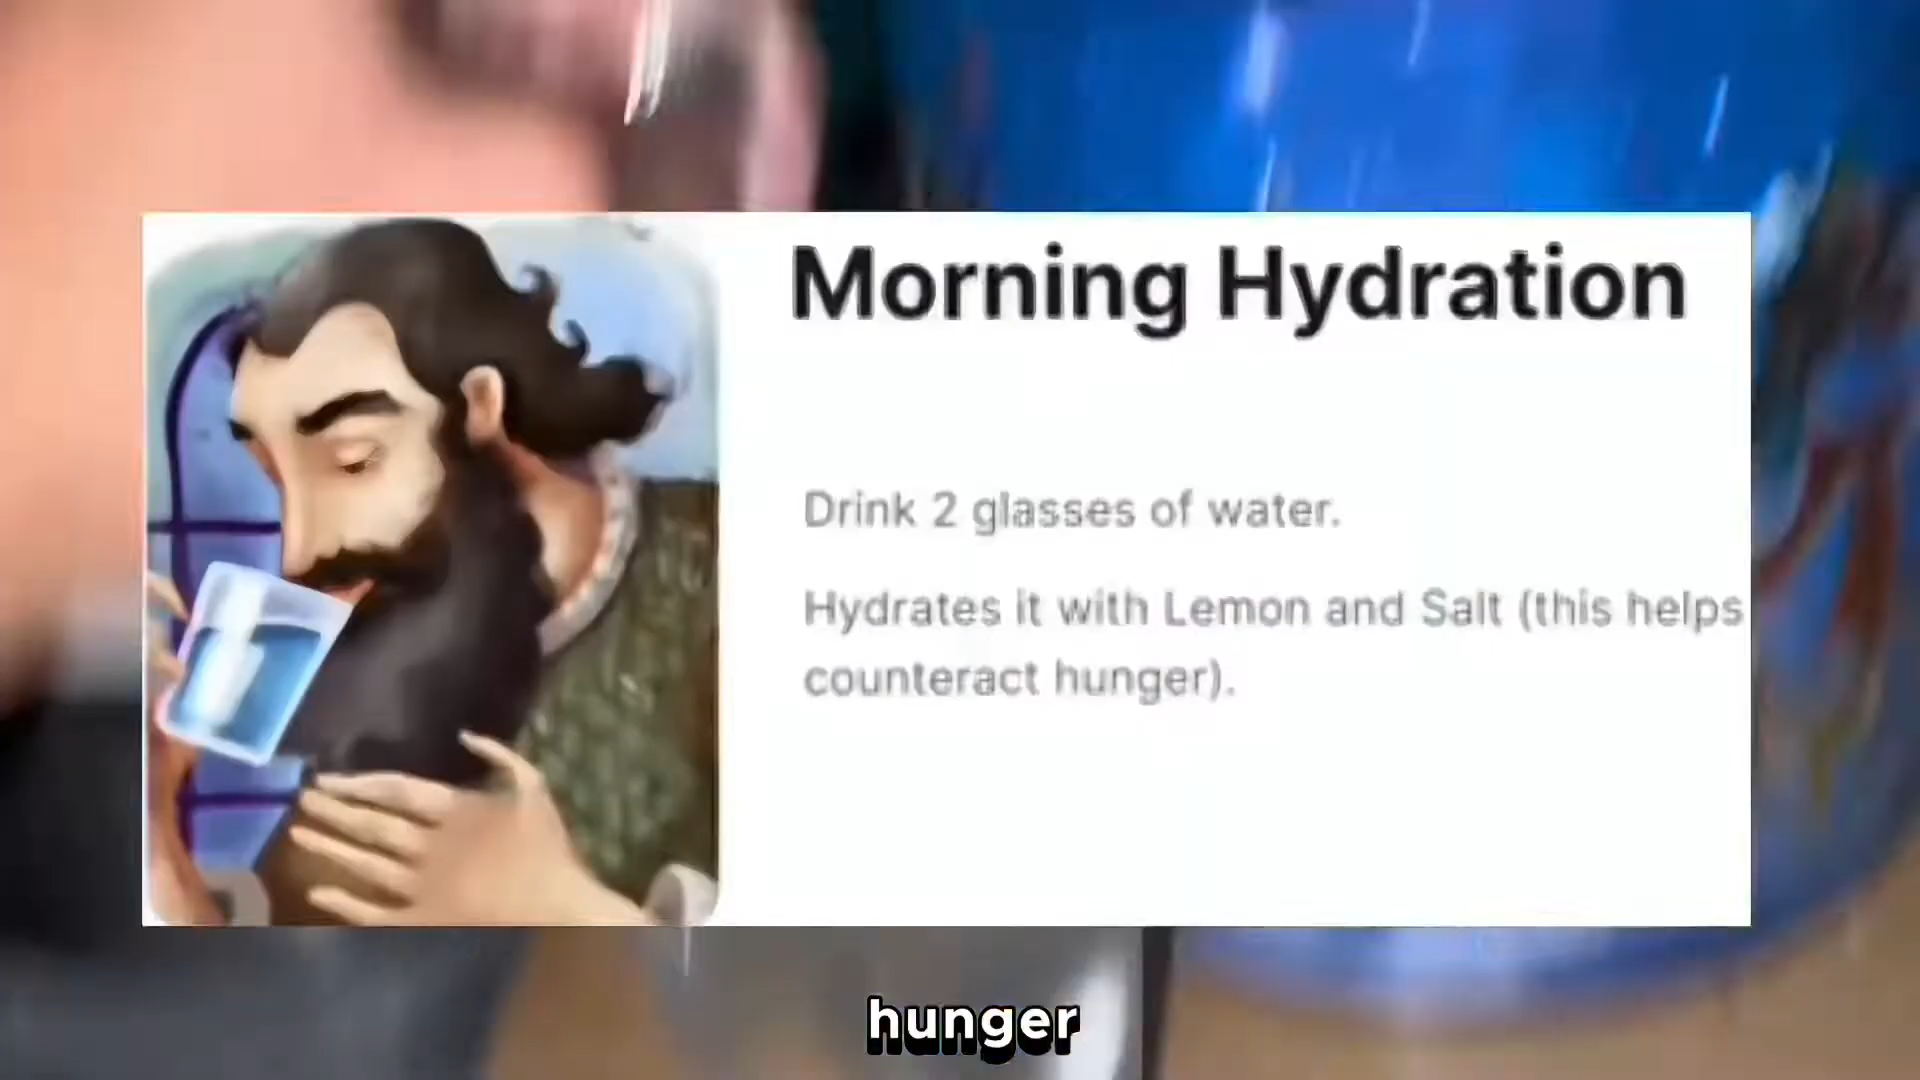 Morning Hydration
Drink 2 glasses of water.
Hydrates it with Lemon and Salt (this helps
counteract hunger).
hunger